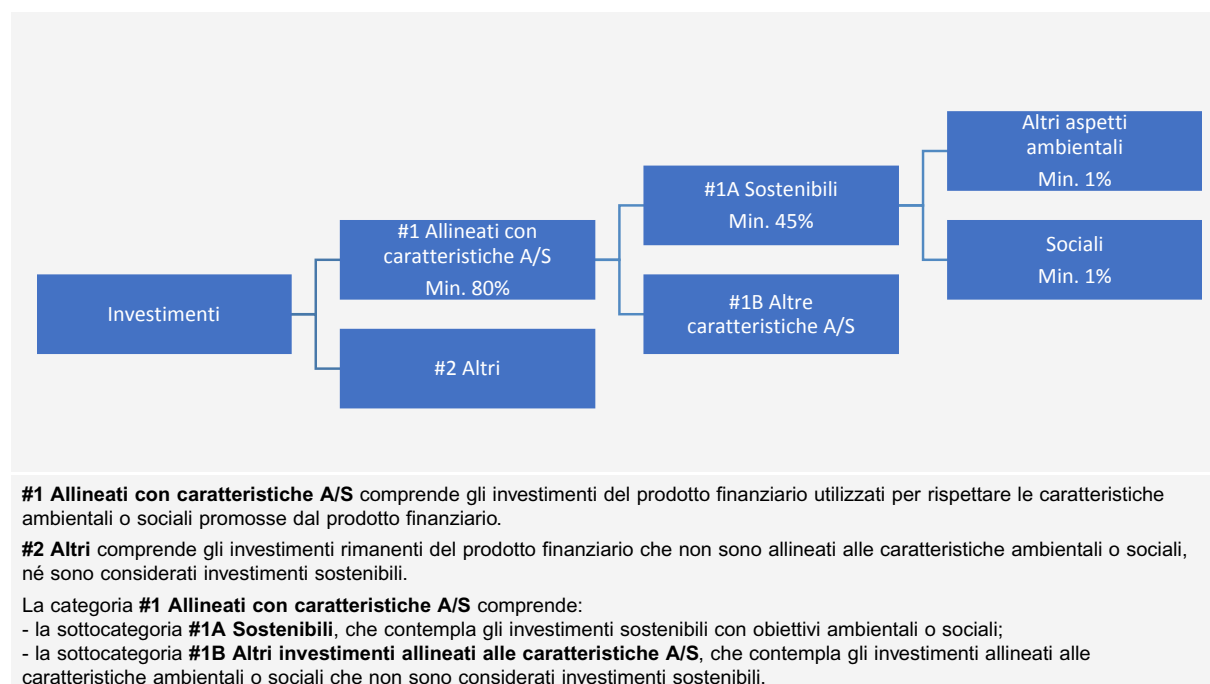 Investimenti
#1 Allineati con
caratteristiche A/S
Min. 80%
#2 Altri
#1A Sostenibili
Min. 45%
#1B Altre
caratteristiche A/S
Altri aspetti
ambientali
Min. 1%
Sociali
Min. 1%
#1 Allineati con caratteristiche A/S comprende gli investimenti del prodotto finanziario utilizzati per rispettare le caratteristiche
ambientali o sociali promosse dal prodotto finanziario.
#2 Altri comprende gli investimenti rimanenti del prodotto finanziario che non sono allineati alle caratteristiche ambientali o sociali,
né sono considerati investimenti sostenibili.
La categoria #1 Allineati con caratteristiche A/S comprende:
- la sottocategoria #1A Sostenibili, che contempla gli investimenti sostenibili con obiettivi ambientali o sociali;
- la sottocategoria #1B Altri investimenti allineati alle caratteristiche A/S, che contempla gli investimenti allineati alle
caratteristiche ambientali o sociali che non sono considerati investimenti sostenibili.